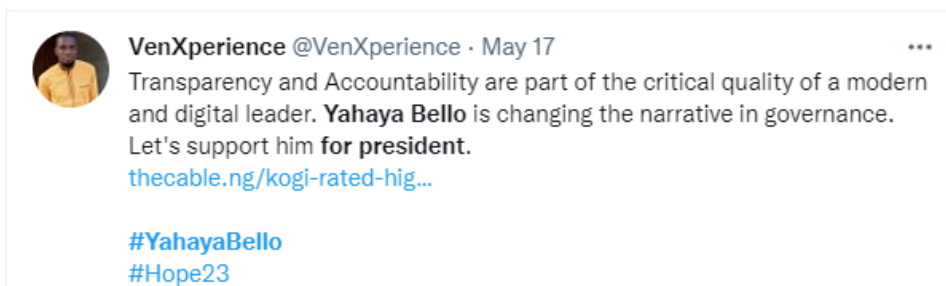 VenXperience @VenXperience · May 17
Transparency and Accountability are part of the critical quality of a modern
and digital leader. Yahaya Bello is changing the narrative in governance.
Let's support him for president.
thecable.ng/kogi-rated-hig...
#YahayaBello
#Hope23